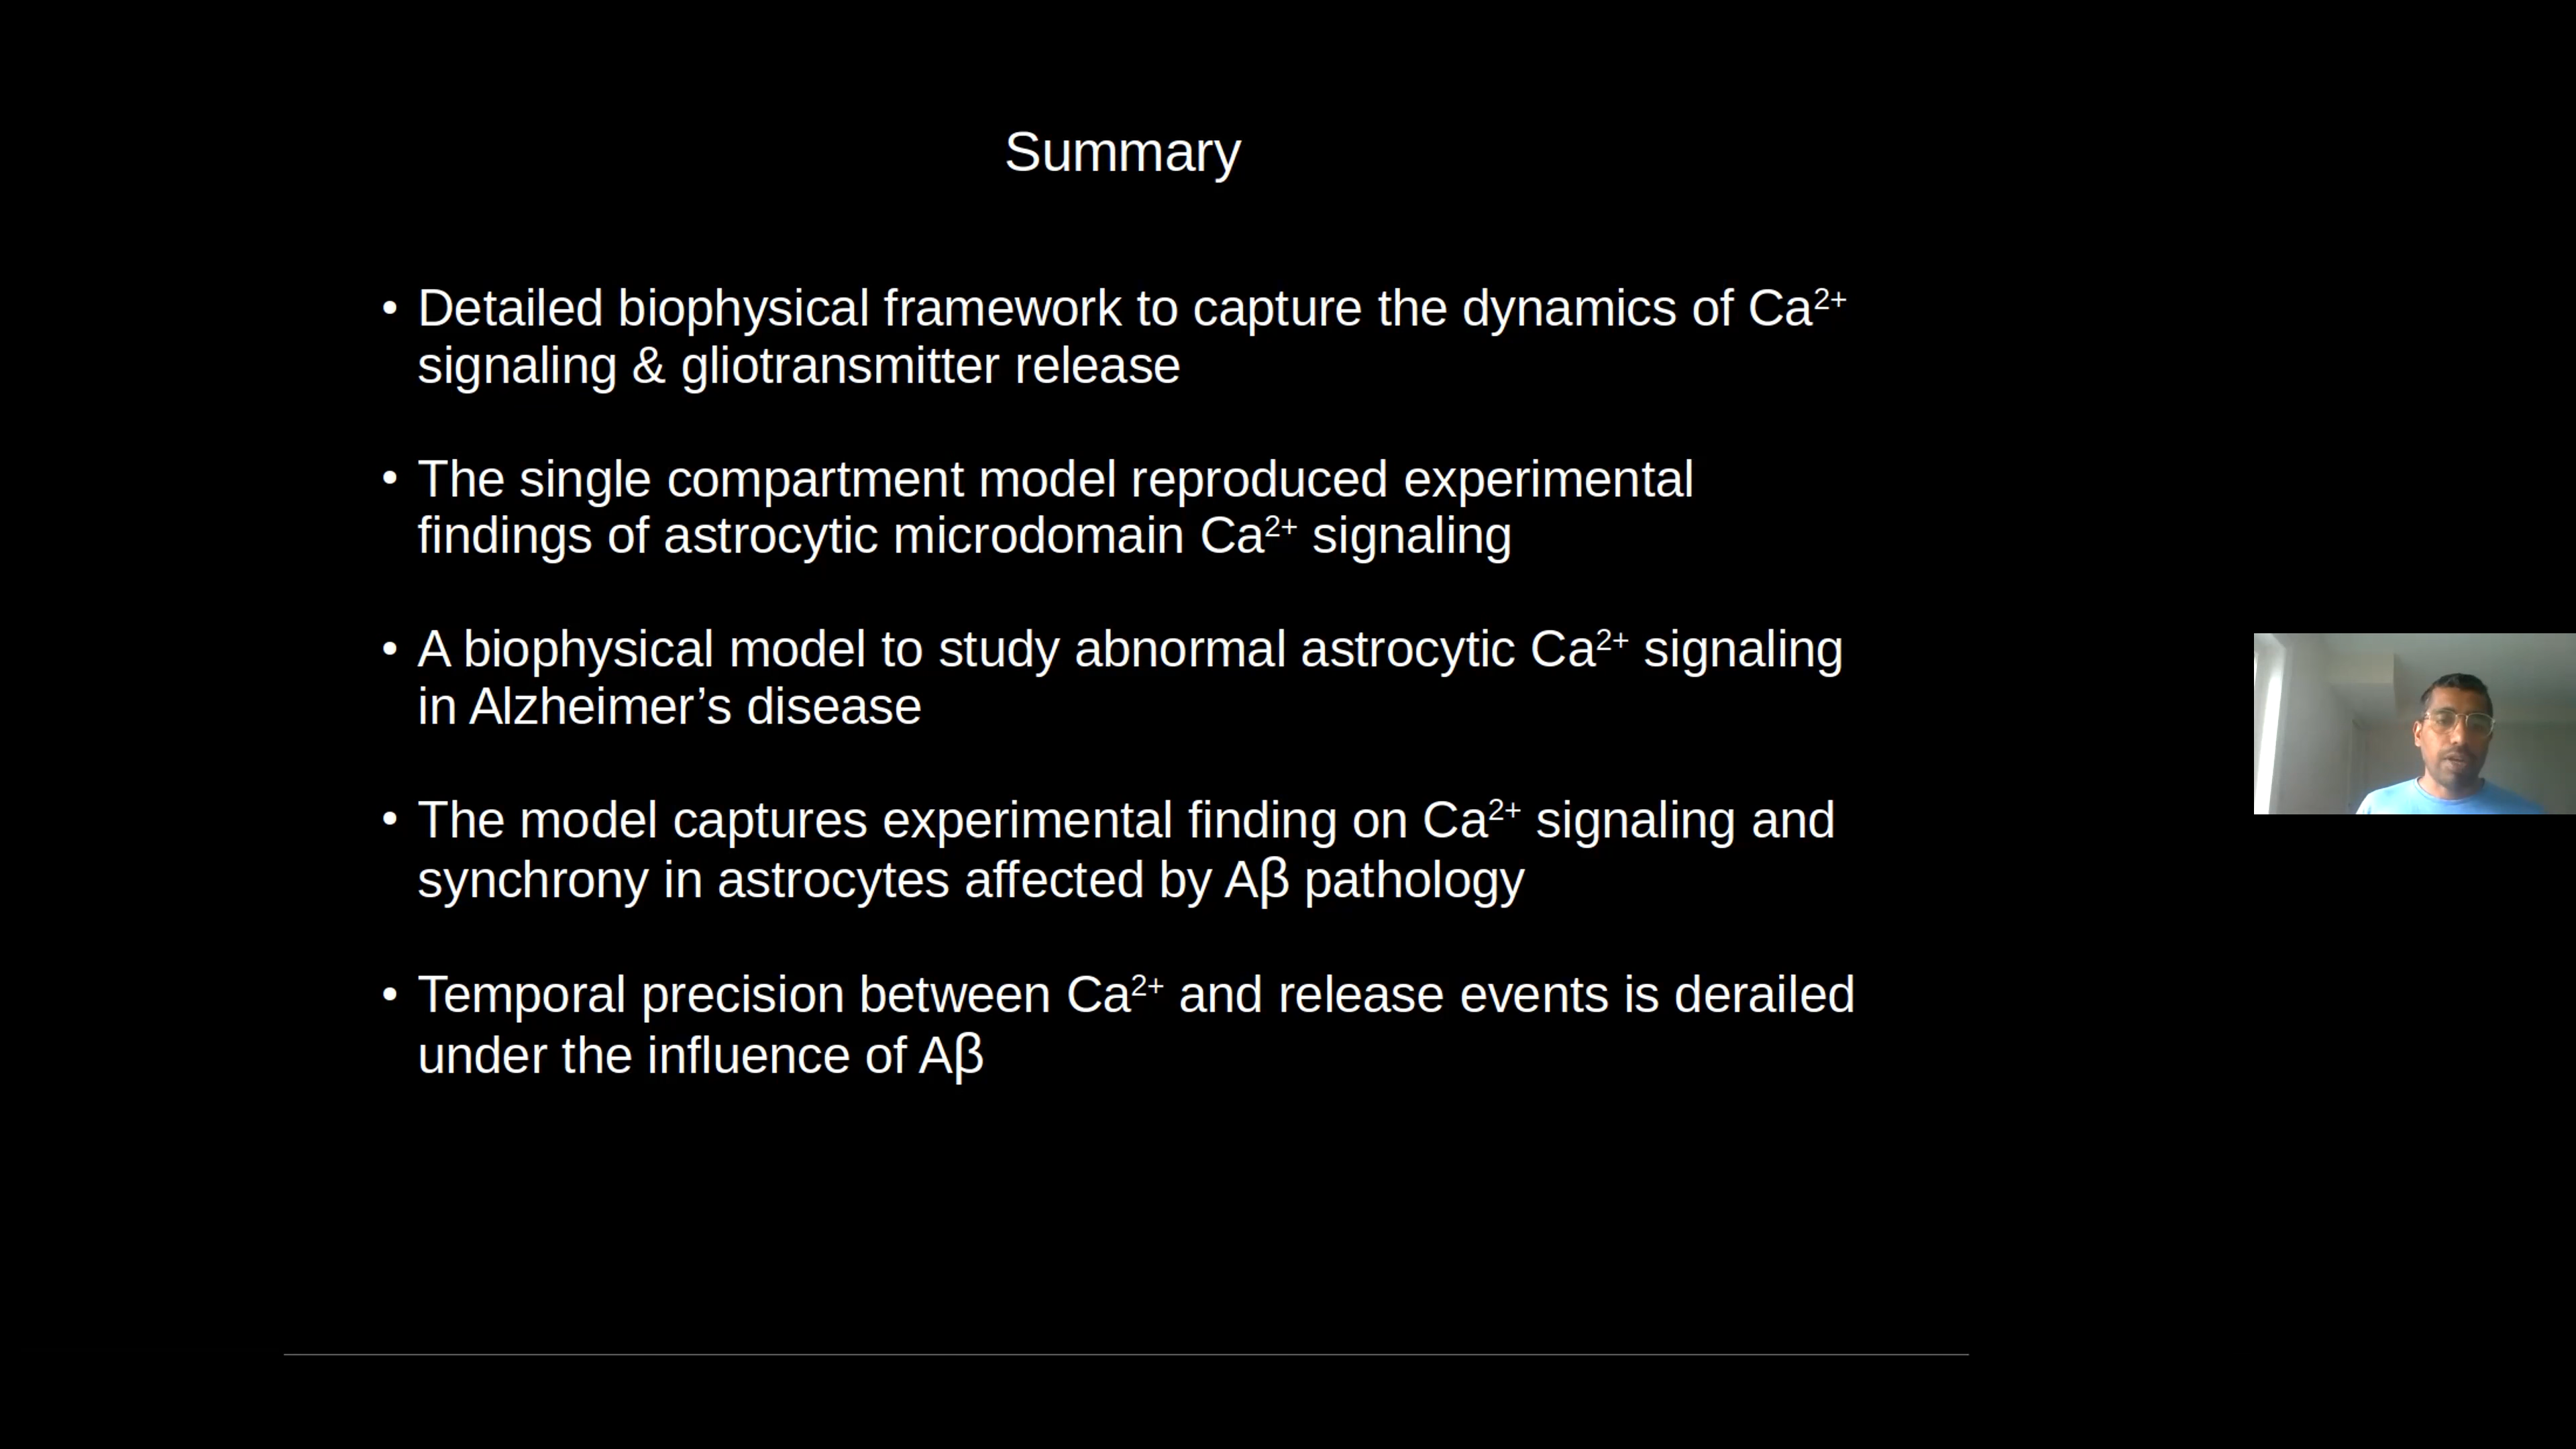 Summary
• Detailed biophysical framework to capture the dynamics of Ca²⁺
signaling & gliotransmitter release
• The single compartment model reproduced experimental
findings of astrocytic microdomain Ca²⁺ signaling
• A biophysical model to study abnormal astrocytic Ca²⁺ signaling
in Alzheimer’s disease
• The model captures experimental finding on Ca²⁺ signaling and
synchrony in astrocytes affected by Aβ pathology
• Temporal precision between Ca²⁺ and release events is derailed
under the influence of Aβ